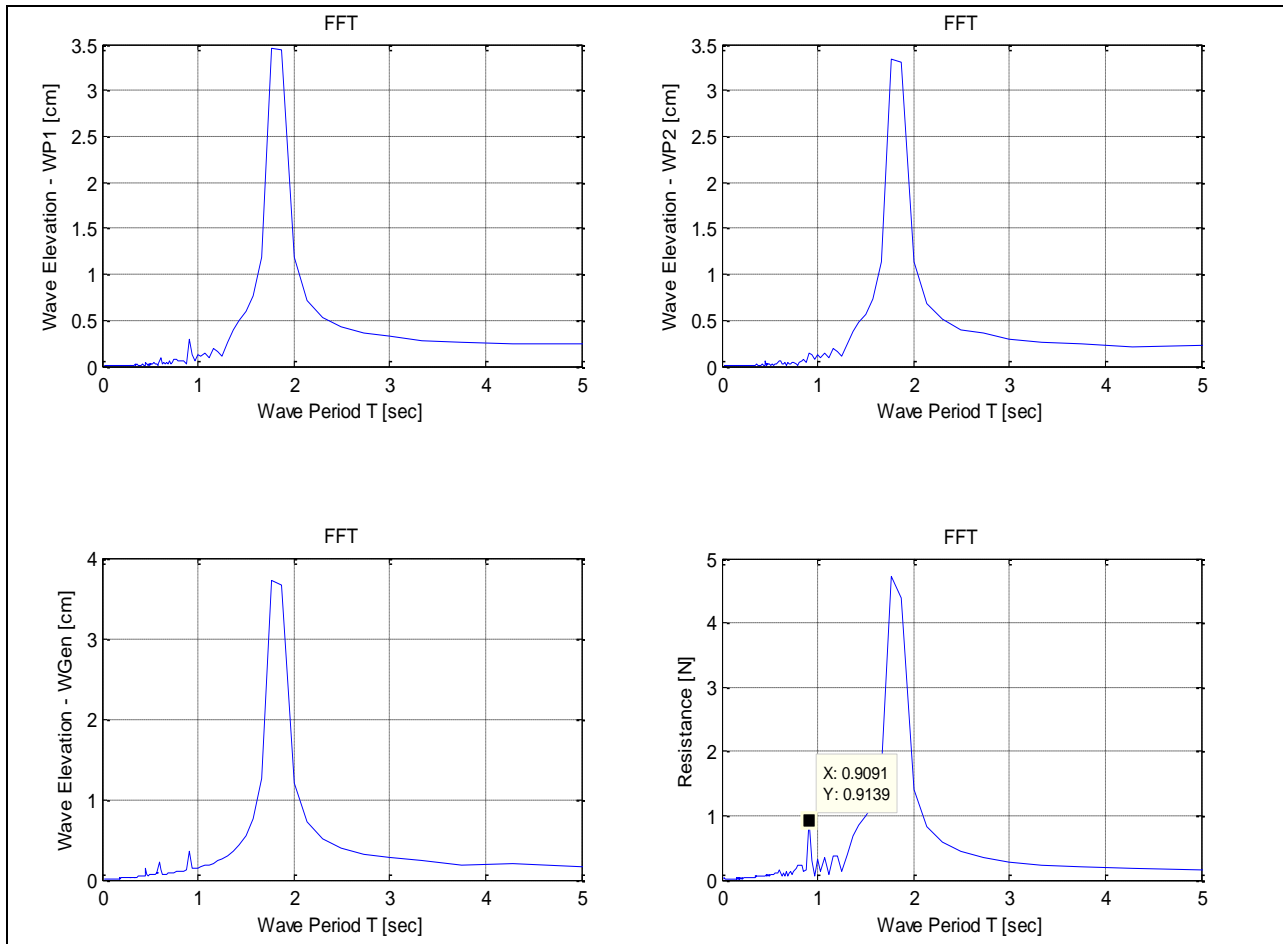 FFT
3.5
3
2.5
2
1.5
1
0.5
0
Wave Elevation - WP1 [cm]
0 1 2 3 4 5
Wave Period T [sec]
FFT
3.5
3
2.5
2
1.5
1
0.5
0
Wave Elevation - WP2 [cm]
0 1 2 3 4 5
Wave Period T [sec]
FFT
4
3
2
1
0
Wave Elevation - WGen [cm]
0 1 2 3 4 5
Wave Period T [sec]
FFT
5
4
3
2
1
0
Resistance [N]
X: 0.9091
Y: 0.9139
0 1 2 3 4 5
Wave Period T [sec]